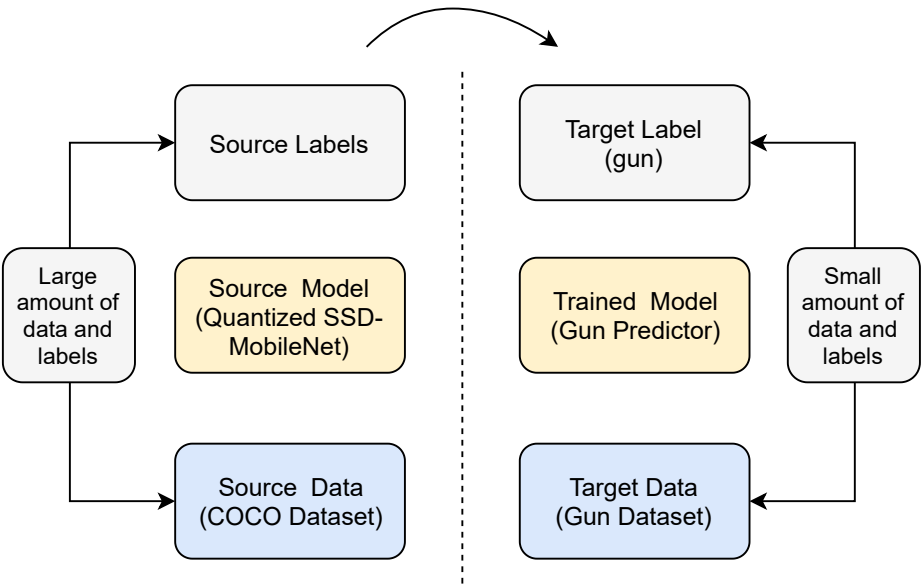 Source Labels
Target Label
(gun)
Large
amount of
data and
labels
Source Model
(Quantized SSD-
MobileNet)
Trained Model
(Gun Predictor)
Small
amount of
data and
labels
Source Data
(COCO Dataset)
Target Data
(Gun Dataset)